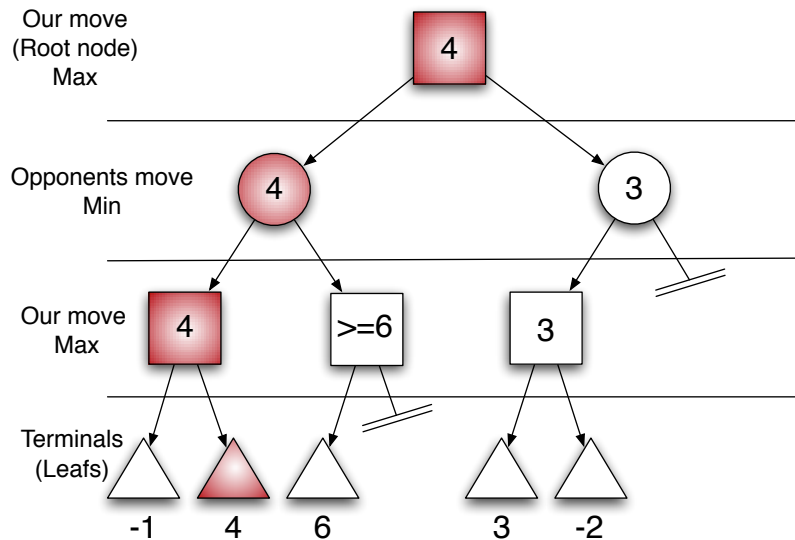 Our move
(Root node)
Max
4
Opponents move
Min
4
3
Our move
Max
4
>=6
3
Terminals
(Leafs)
-1
4
6
3
-2